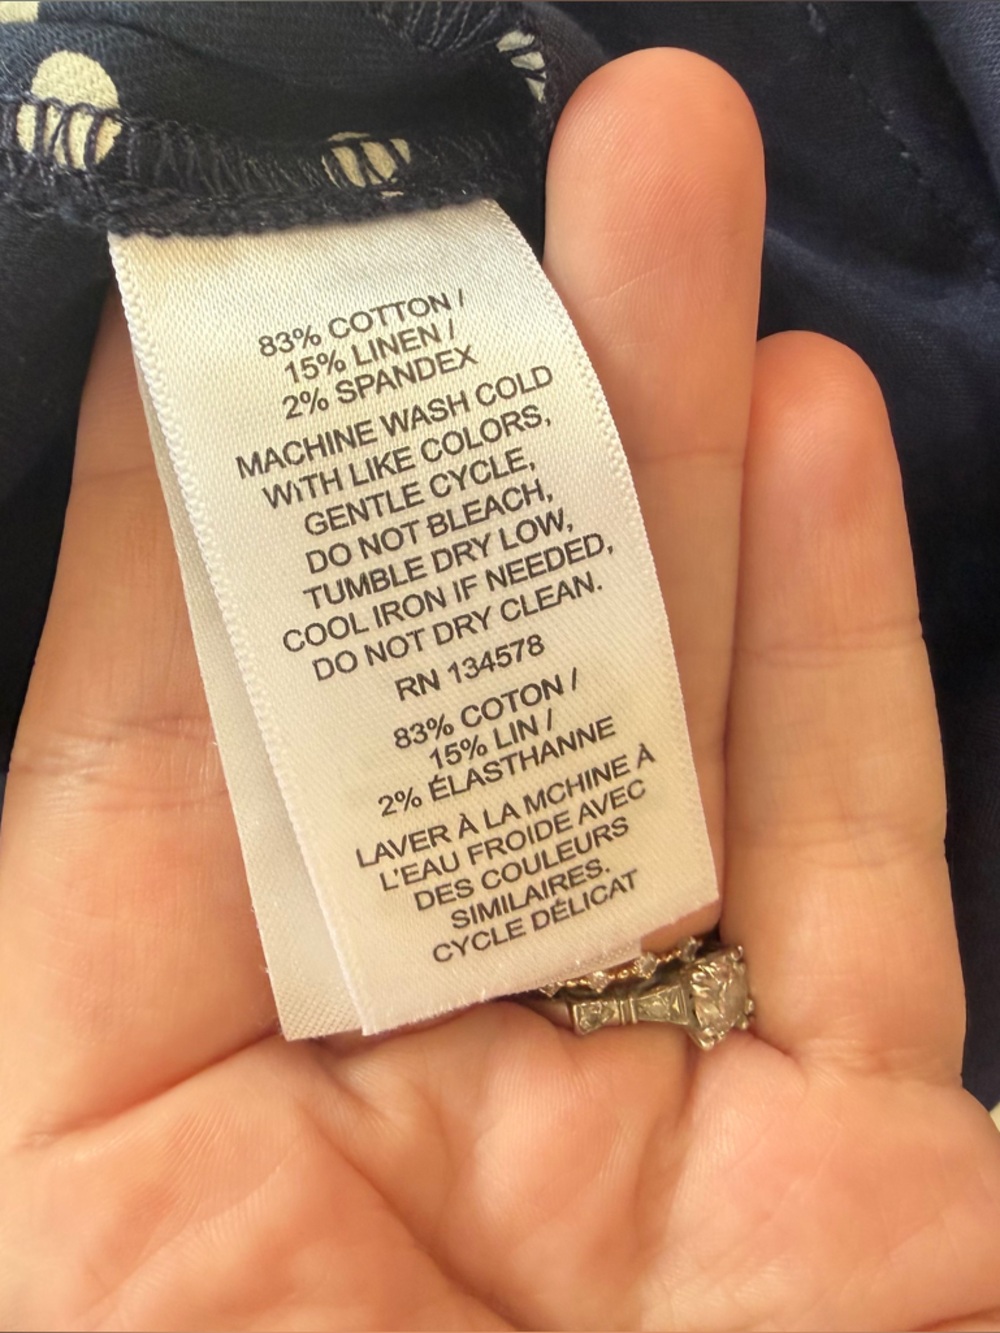 83% COTTON /
15% LINEN /
2% SPANDEX
MACHINE WASH COLD
WITH LIKE COLORS,
GENTLE CYCLE,
DO NOT BLEACH,
TUMBLE DRY LOW,
COOL IRON IF NEEDED,
DO NOT DRY CLEAN.
RN 134578
83% COTON /
15% LIN /
2% ÉLASTHANNE
LAVER À LA MCHINE À
L'EAU FROIDE AVEC
DES COULEURS
SIMILAIRES.
CYCLE DÉLICAT